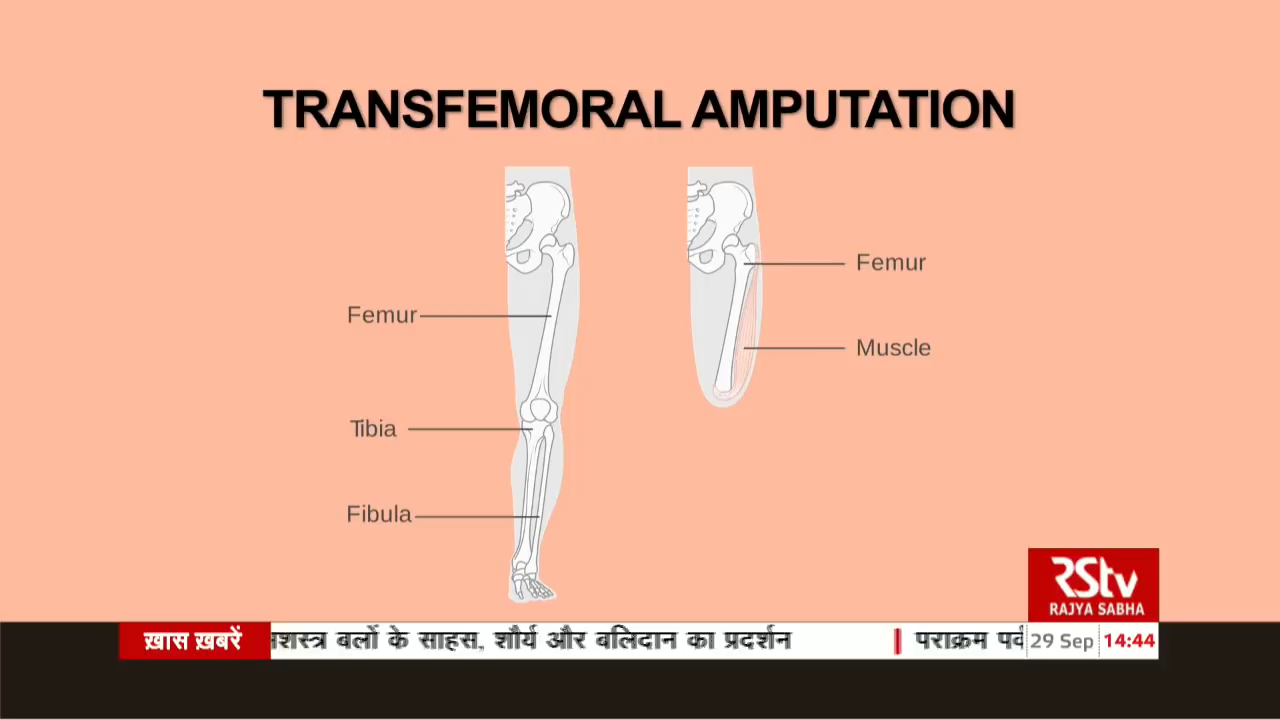 TRANSFEMORAL AMPUTATION
Femur
Muscle
Femur
Tibia
Fibula
RStv
RAJYA SABHA
ख़ास ख़बरें
बलों के साहस, शौर्य और बलिदान का प्रदर्शन | पराक्रम पर्व
29 Sep 14:44